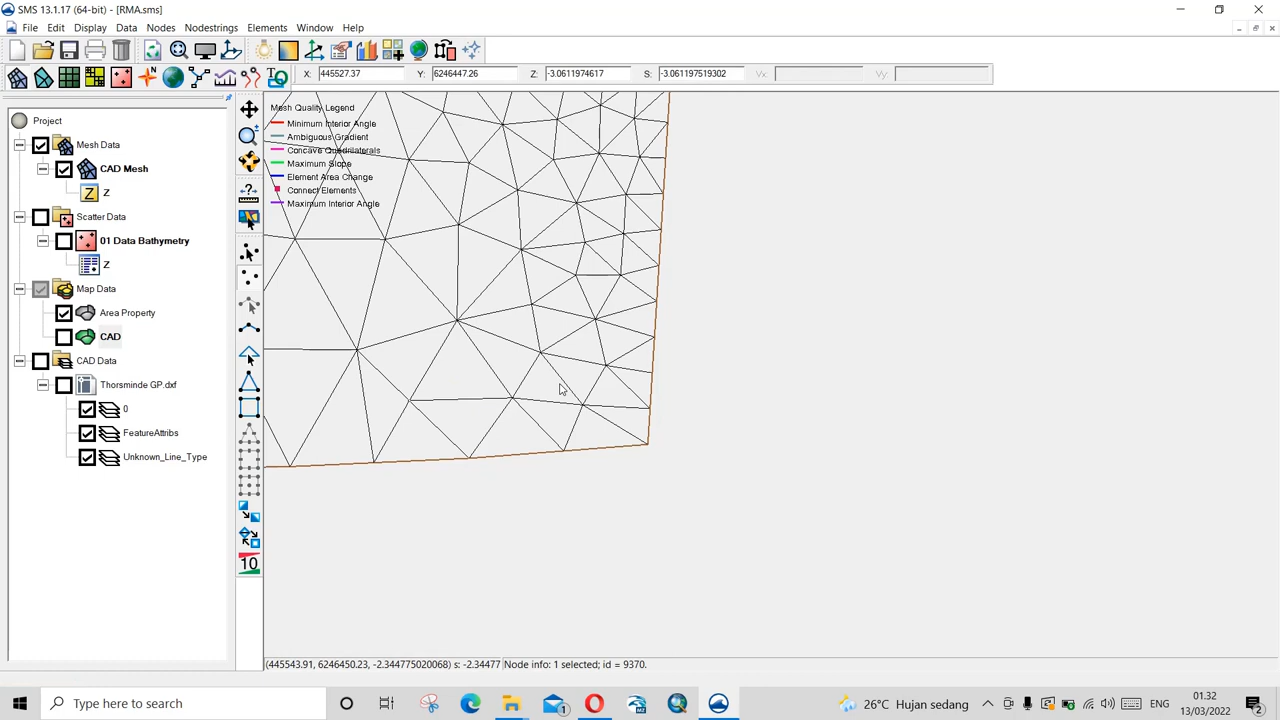 SMS 13.1.17 (64-bit) - [RMA.sms]
File Edit Display Data Nodes Nodestrings Elements Window Help
X: 445527.37 Y: 6246447.26 Z: -3.0611974617 S: -3.061197519302 Vx Vy
Project
Mesh Data
CAD Mesh
Z
Scatter Data
01 Data Bathymetry
Z
Map Data
Area Property
CAD
CAD Data
Thorsminde GP.dxf
0
FeatureAttribs
Unknown_Line_Type
10
Mesh Quality Legend
Minimum Interior Angle
Ambiguous Gradient
Concave Quadrilaterals
Maximum Slope
Element Area Change
Connect Elements
Maximum Interior Angle
(445543.91, 6246450.23, -2.344775020068) s: -2.34477 Node info: 1 selected; id = 9370.
Type here to search
26°C Hujan sedang
ENG
01.32
13/03/2022